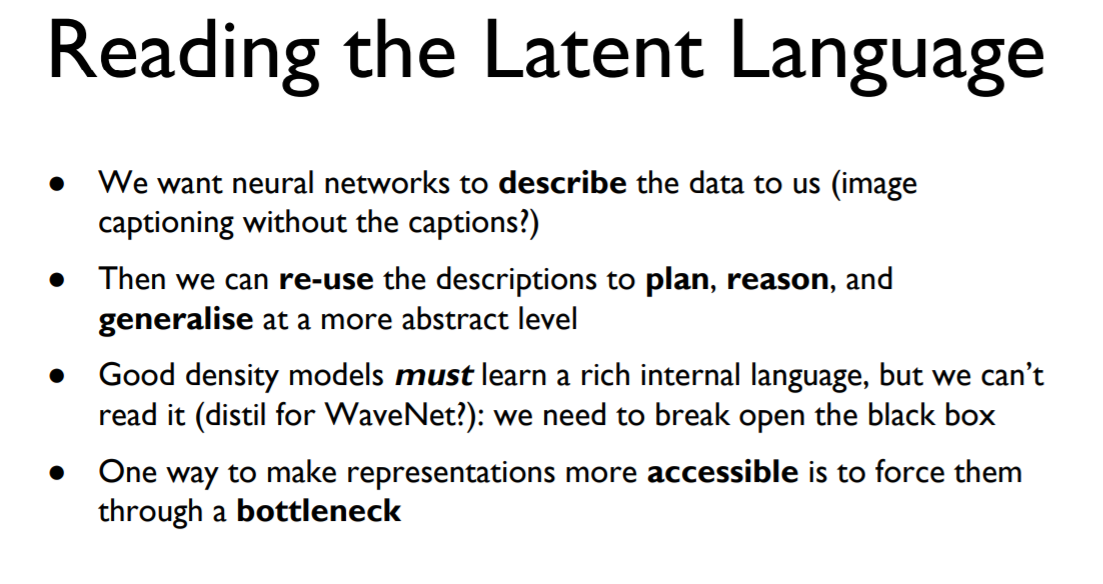 Reading the Latent Language
● We want neural networks to describe the data to us (image
captioning without the captions?)
● Then we can re-use the descriptions to plan, reason, and
generalise at a more abstract level
● Good density models must learn a rich internal language, but we can’t
read it (distil for WaveNet?): we need to break open the black box
● One way to make representations more accessible is to force them
through a bottleneck